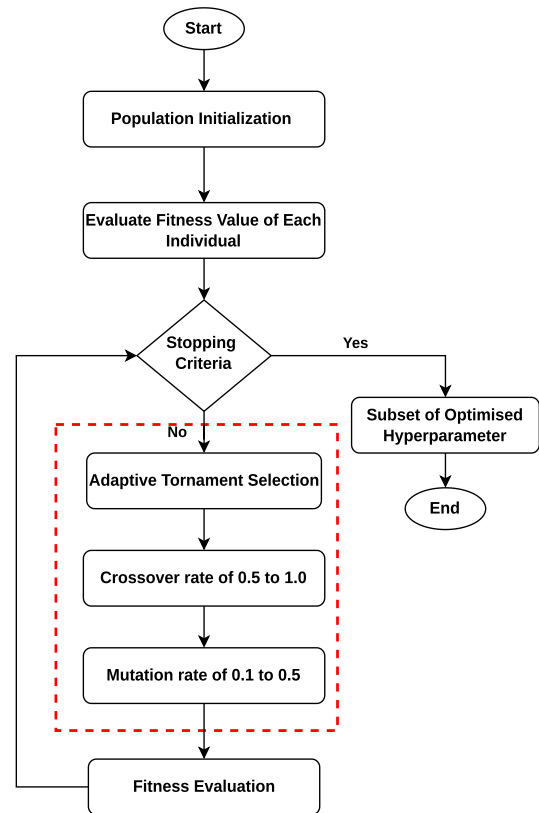 Start
Population Initialization
Evaluate Fitness Value of Each
Individual
Stopping
Criteria
Yes
Subset of Optimised
Hyperparameter
End
No
Adaptive Tornament Selection
Crossover rate of 0.5 to 1.0
Mutation rate of 0.1 to 0.5
Fitness Evaluation